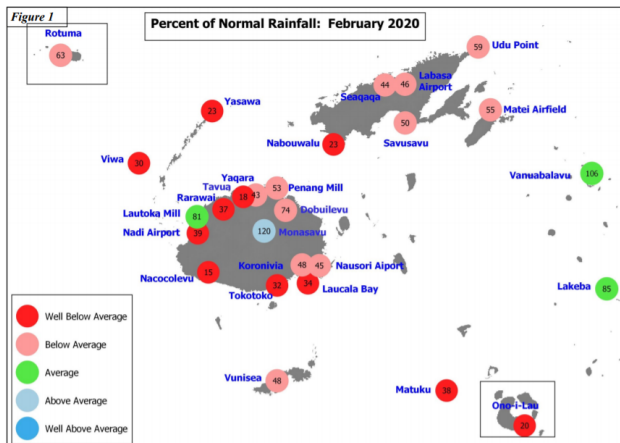 Figure 1
Percent of Normal Rainfall: February 2020
Rotuma
63
59
Udu Point
Labasa
Airport
44
46
Seaqaqa
Yasawa
23
55
Matei Airfield
50
Savusavu
Nabouwalu
23
Viwa
30
Vanuabalavu
106
Yaqara
Tavua
18
43
53
Penang Mill
Rarawai
37
74
Dobuilevu
Lautoka Mill
81
Nadi Airport
39
120
Monasavu
Koronivia
48
45
Nausori Aiport
Nacocolevu
15
Tokotoko
32
34
Laucala Bay
Lakeba
85
Vunisea
48
Matuku
38
Ono-i-Lau
20
Well Below Average
Below Average
Average
Above Average
Well Above Average